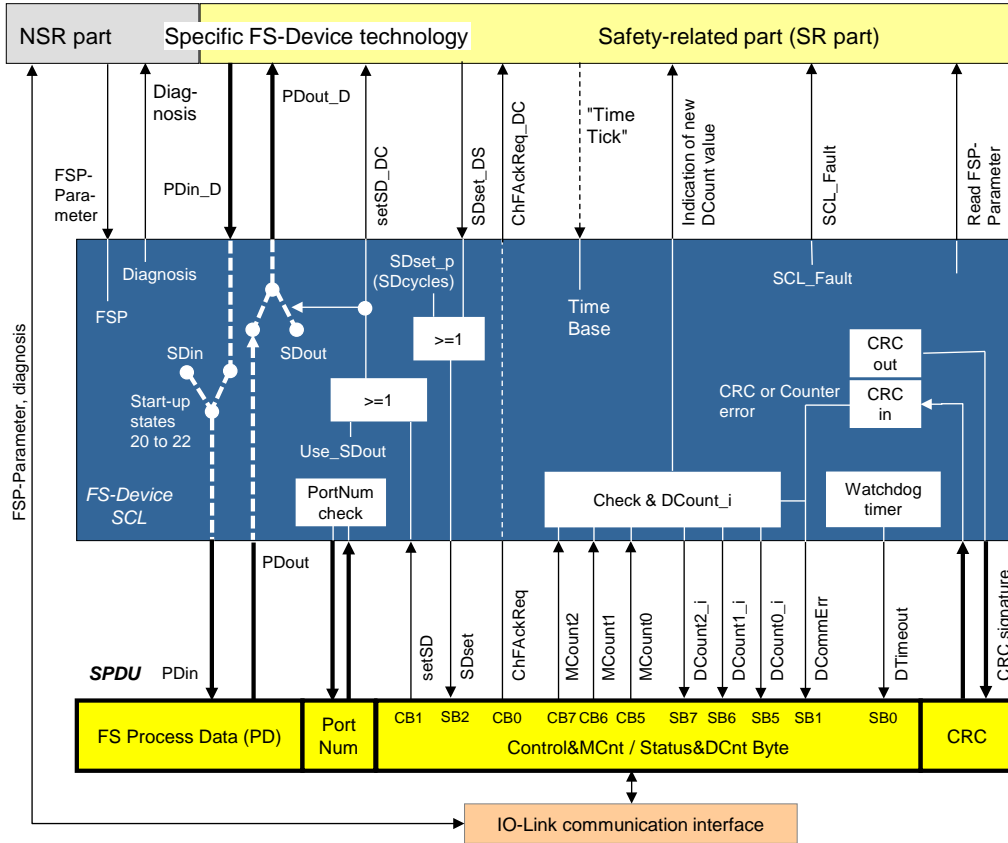 NSR part
Specific FS-Device technology
Safety-related part (SR part)
Diag-
nosis
PDout_D
"Time
Tick"
FSP-
Para-
meter
PDin_D
setSD_DC
SDset_DS
ChFAckReq_DC
Indication of new
DCount value
SCL_Fault
Read FSP-
Parameter
FSP-Parameter, diagnosis
Diagnosis
FSP
SDset_p
(SDcycles)
Time
Base
SCL_Fault
SDin
SDout
>=1
CRC
out
Start-up
states
20 to 22
>=1
CRC or Counter
error
CRC
in
Use_SDout
FS-Device
SCL
PortNum
check
Check & DCount_i
Watchdog
timer
PDout
SPDU
PDin
setSD
SDset
ChFAckReq
MCount2
MCount1
MCount0
DCount2_i
DCount1_i
DCount0_i
DCommErr
DTimeout
CRC signature
CB1
SB2
CB0
CB7
CB6
CB5
SB7
SB6
SB5
SB1
SB0
FS Process Data (PD)
Port
Num
Control&MCnt / Status&DCnt Byte
CRC
IO-Link communication interface